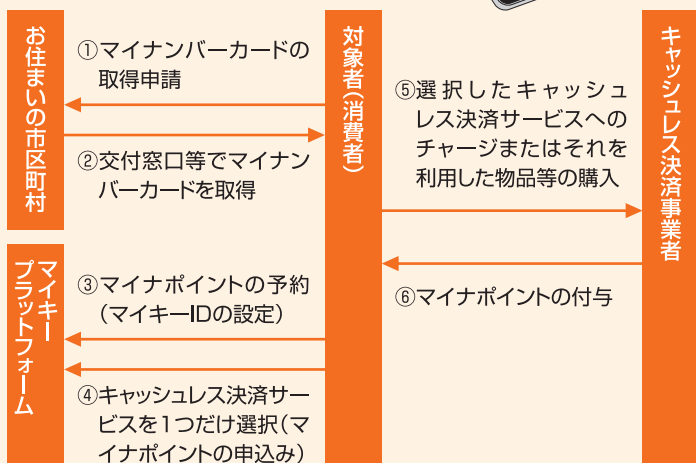 お住まいの市区町村
①マイナンバーカードの
取得申請
②交付窓口等でマイナン
バーカードを取得
マイキー
プラットフォーム
③マイナポイントの予約
（マイキーIDの設定）
④キャッシュレス決済サー
ビスを1つだけ選択（マ
イナポイントの申込み）
対象者（消費者）
⑤選択したキャッシュ
レス決済サービスへの
チャージまたはそれを
利用した物品等の購入
⑥マイナポイントの付与
キャッシュレス決済事業者